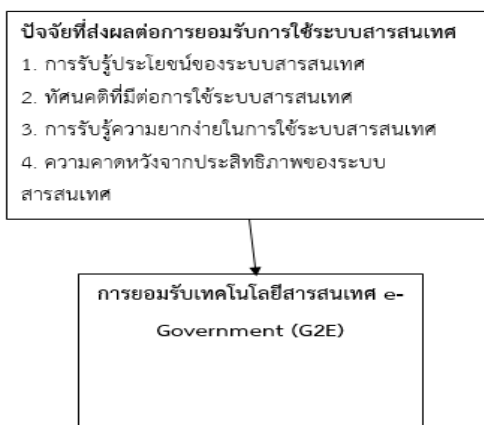 ปัจจัยที่ส่งผลต่อการยอมรับการใช้ระบบสารสนเทศ
1. การรับรู้ประโยชน์ของระบบสารสนเทศ
2. ทัศนคติที่มีต่อการใช้ระบบสารสนเทศ
3. การรับรู้ความยากง่ายในการใช้ระบบสารสนเทศ
4. ความคาดหวังจากประสิทธิภาพของระบบ
สารสนเทศ
การยอมรับเทคโนโลยีสารสนเทศ e-
Government (G2E)